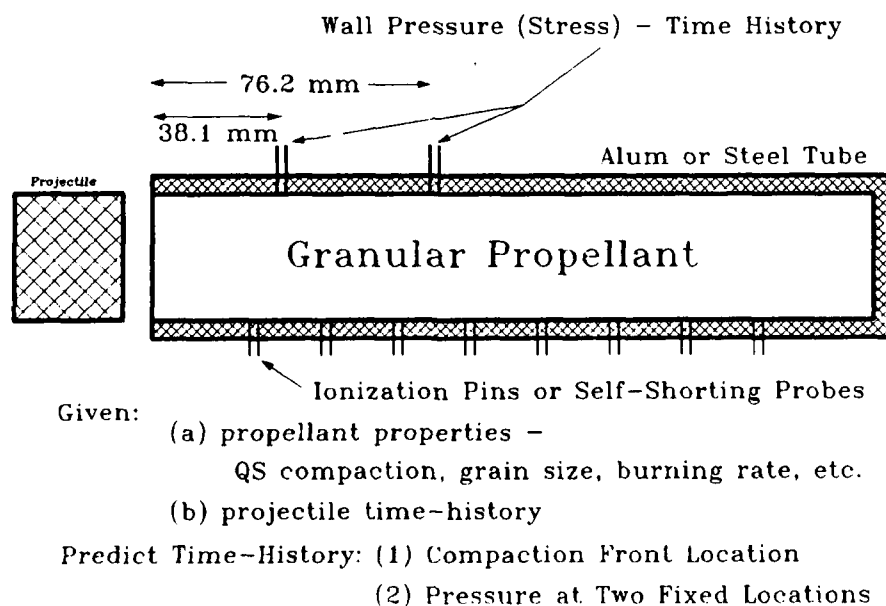 Wall Pressure (Stress) – Time History
76.2 mm
38.1 mm
Alum or Steel Tube
Projectile
Granular Propellant
Ionization Pins or Self-Shorting Probes
Given:
(a) propellant properties –
QS compaction, grain size, burning rate, etc.
(b) projectile time-history
Predict Time-History: (1) Compaction Front Location
(2) Pressure at Two Fixed Locations